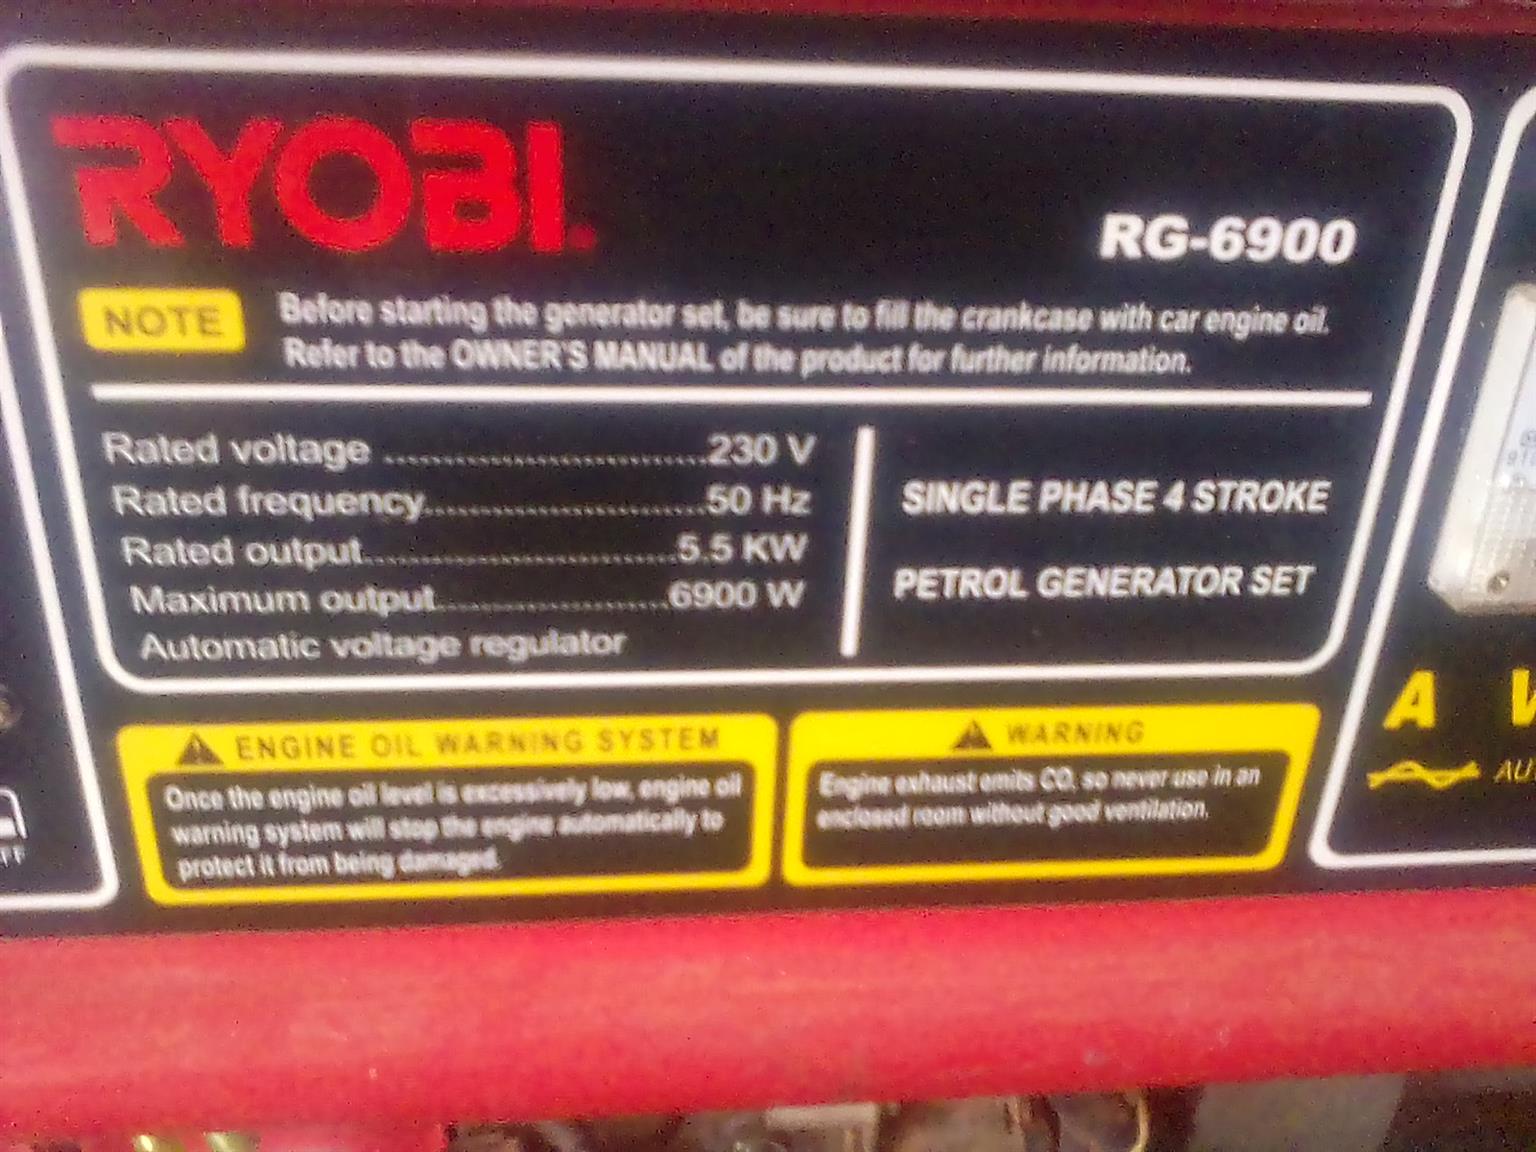 RYOBI
RG-6900
NOTE
Before starting the generator set, be sure to fill the crankcase with car engine oil.
Refer to the OWNER'S MANUAL of the product for further information.
Rated voltage ..............................230 V
Rated frequency..........................50 Hz
Rated output.............................5.5 KW
Maximum output.....................6900 W
Automatic voltage regulator
SINGLE PHASE 4 STROKE
PETROL GENERATOR SET
ENGINE OIL WARNING SYSTEM
Once the engine oil level is excessively low, engine oil
warning system will stop the engine automatically to
protect it from being damaged.
WARNING
Engine exhaust emits CO, so never use in an
enclosed room without good ventilation.
A